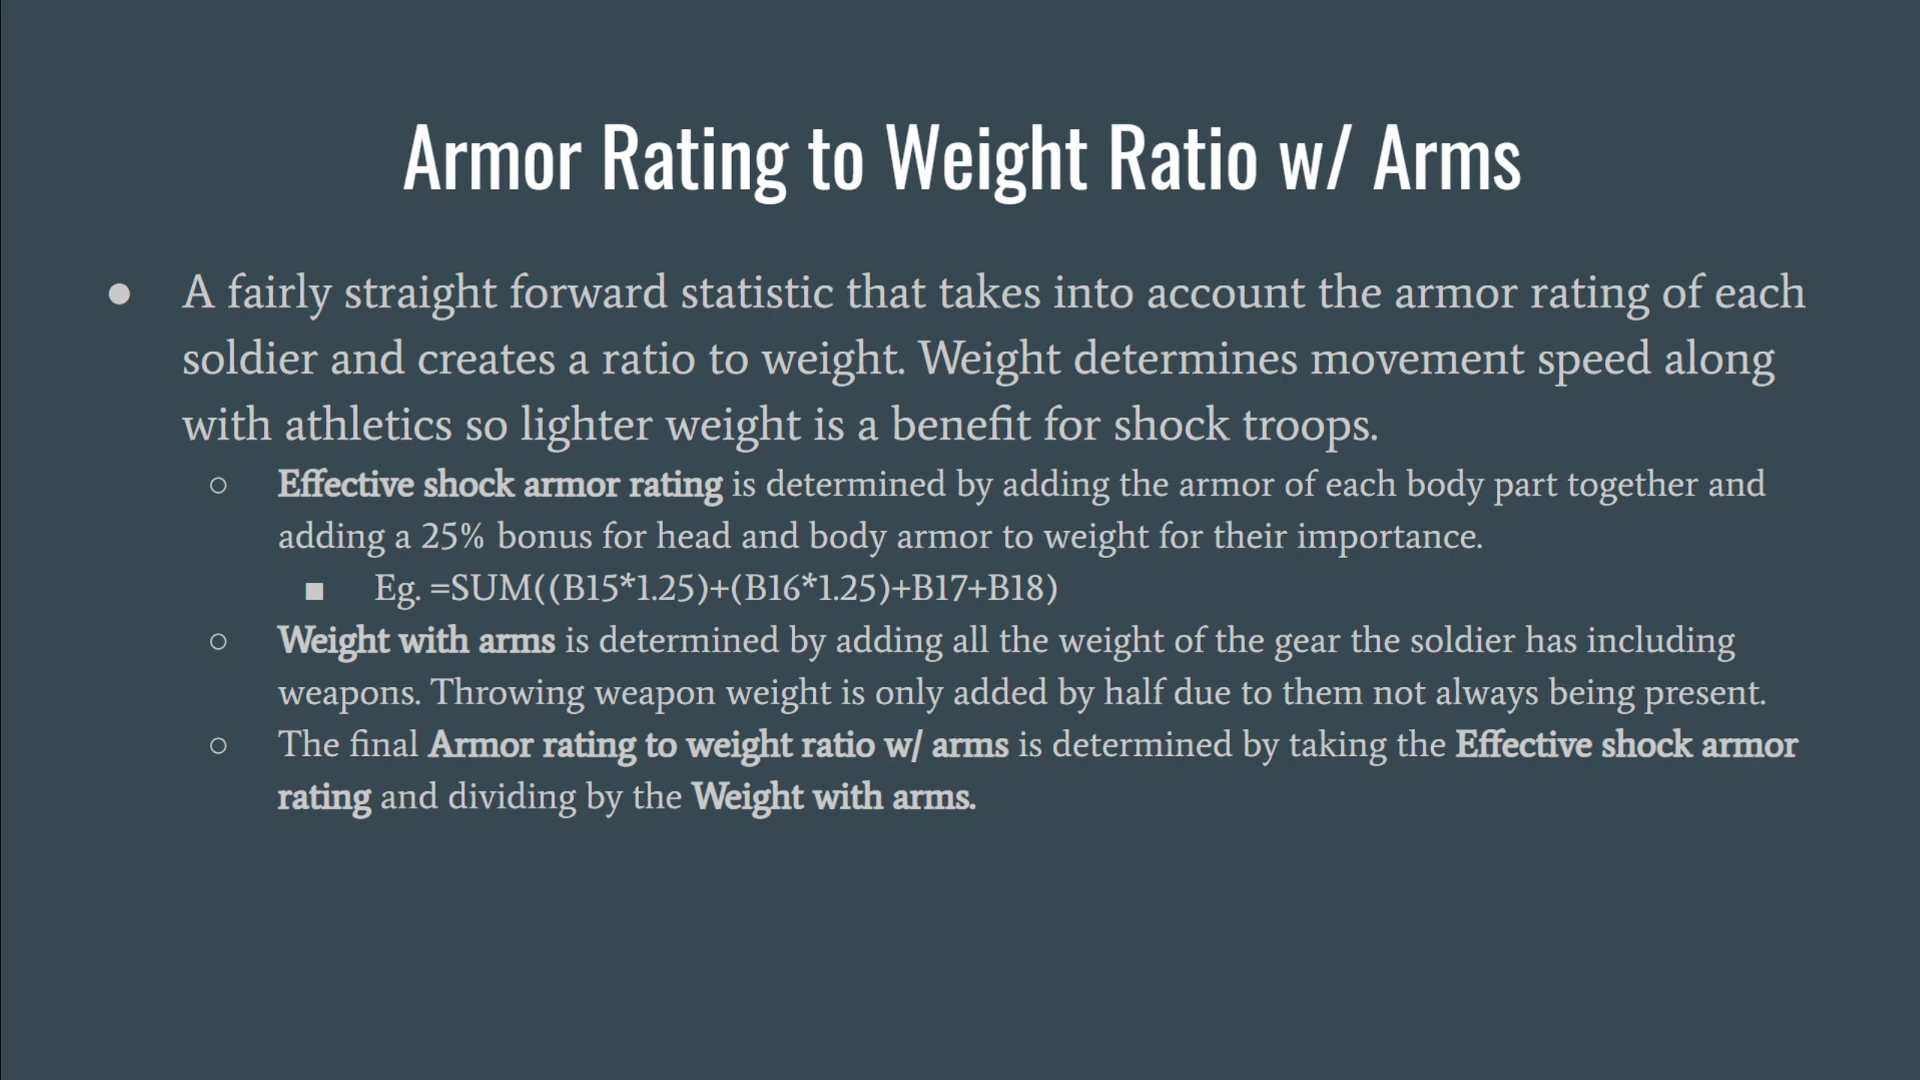 Armor Rating to Weight Ratio w/ Arms
● A fairly straight forward statistic that takes into account the armor rating of each
soldier and creates a ratio to weight. Weight determines movement speed along
with athletics so lighter weight is a benefit for shock troops.
○ Effective shock armor rating is determined by adding the armor of each body part together and
adding a 25% bonus for head and body armor to weight for their importance.
■ Eg. =SUM((B15*1.25)+(B16*1.25)+B17+B18)
○ Weight with arms is determined by adding all the weight of the gear the soldier has including
weapons. Throwing weapon weight is only added by half due to them not always being present.
○ The final Armor rating to weight ratio w/ arms is determined by taking the Effective shock armor
rating and dividing by the Weight with arms.